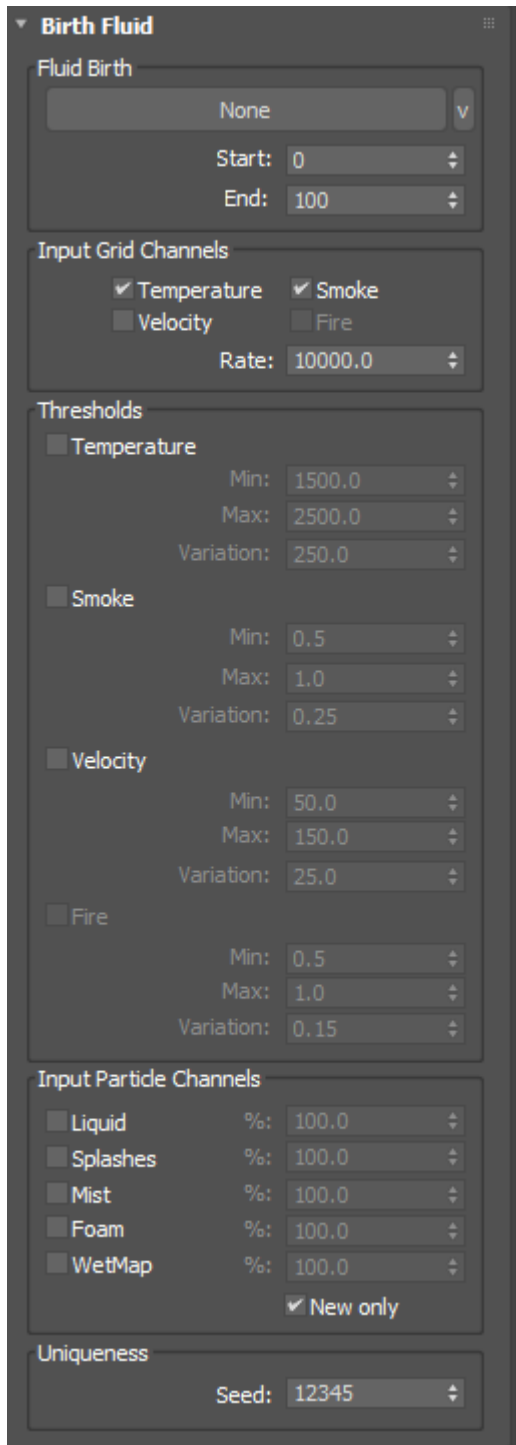 Birth Fluid
Fluid Birth
None v
Start: 0
End: 100
Input Grid Channels
Temperature Smoke
Velocity Fire
Rate: 10000.0
Thresholds
Temperature
Min: 1500.0
Max: 2500.0
Variation: 250.0
Smoke
Min: 0.5
Max: 1.0
Variation: 0.25
Velocity
Min: 50.0
Max: 150.0
Variation: 25.0
Fire
Min: 0.5
Max: 1.0
Variation: 0.15
Input Particle Channels
Liquid %: 100.0
Splashes %: 100.0
Mist %: 100.0
Foam %: 100.0
WetMap %: 100.0
New only
Uniqueness
Seed: 12345